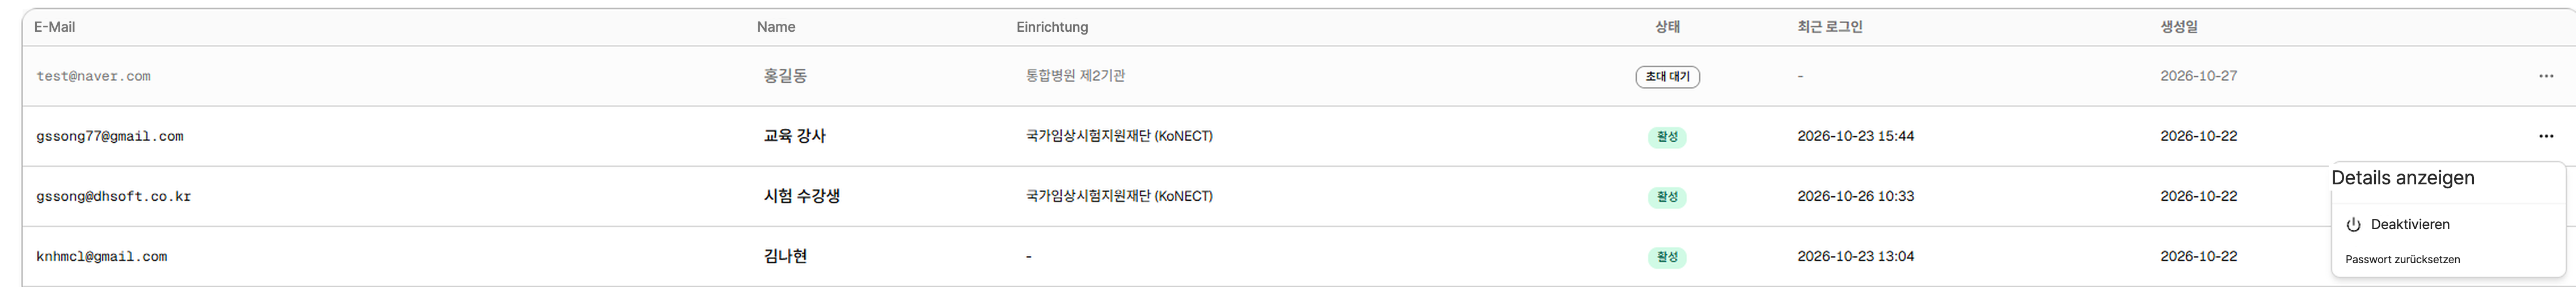 E-Mail Name Einrichtung 상태 최근 로그인 생성일
test@naver.com 홍길동 통합병원 제2기관 초대 대기 - 2026-10-27 ...
gssong77@gmail.com 교육 강사 국가임상시험지원재단 (KoNECT) 활성 2026-10-23 15:44 2026-10-22 ...
Details anzeigen
gssong@dhsoft.co.kr 시험 수강생 국가임상시험지원재단 (KoNECT) 활성 2026-10-26 10:33 2026-10-22
Deaktivieren
knhmcl@gmail.com 김나현 - 활성 2026-10-23 13:04 2026-10-22
Passwort zurücksetzen